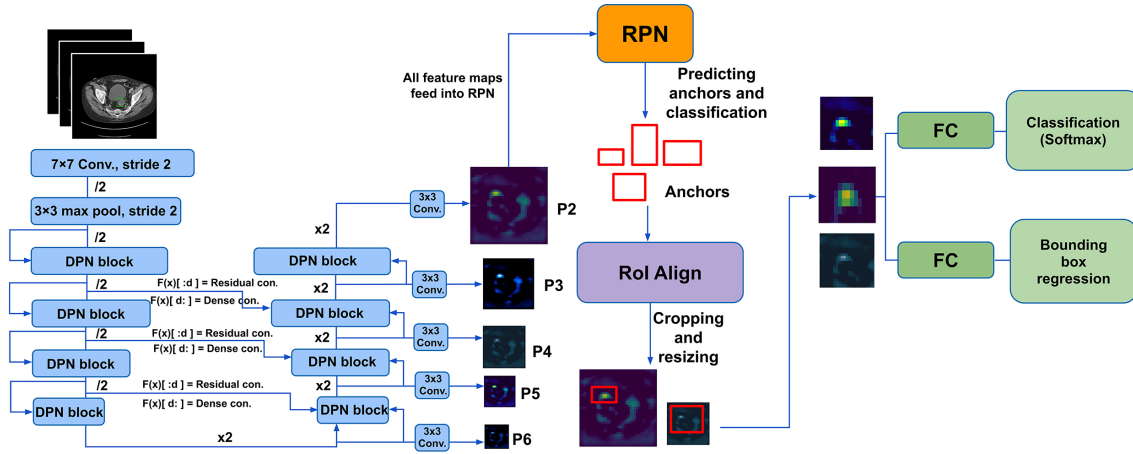 7×7 Conv., stride 2
/2
3×3 max pool, stride 2
/2
DPN block
/2
F(x)[ :d ] = Residual con.
F(x)[ d: ] = Dense con.
DPN block
/2
F(x)[ :d ] = Residual con.
F(x)[ d: ] = Dense con.
DPN block
/2
F(x)[ :d ] = Residual con.
F(x)[ d: ] = Dense con.
DPN block
x2
DPN block
x2
DPN block
x2
DPN block
x2
DPN block
x2
3x3
Conv.
P2
3x3
Conv.
P3
3x3
Conv.
P4
3x3
Conv.
P5
3x3
Conv.
P6
All feature maps
feed into RPN
RPN
Predicting
anchors and
classification
Anchors
RoI Align
Cropping
and
resizing
FC
Classification
(Softmax)
FC
Bounding
box
regression